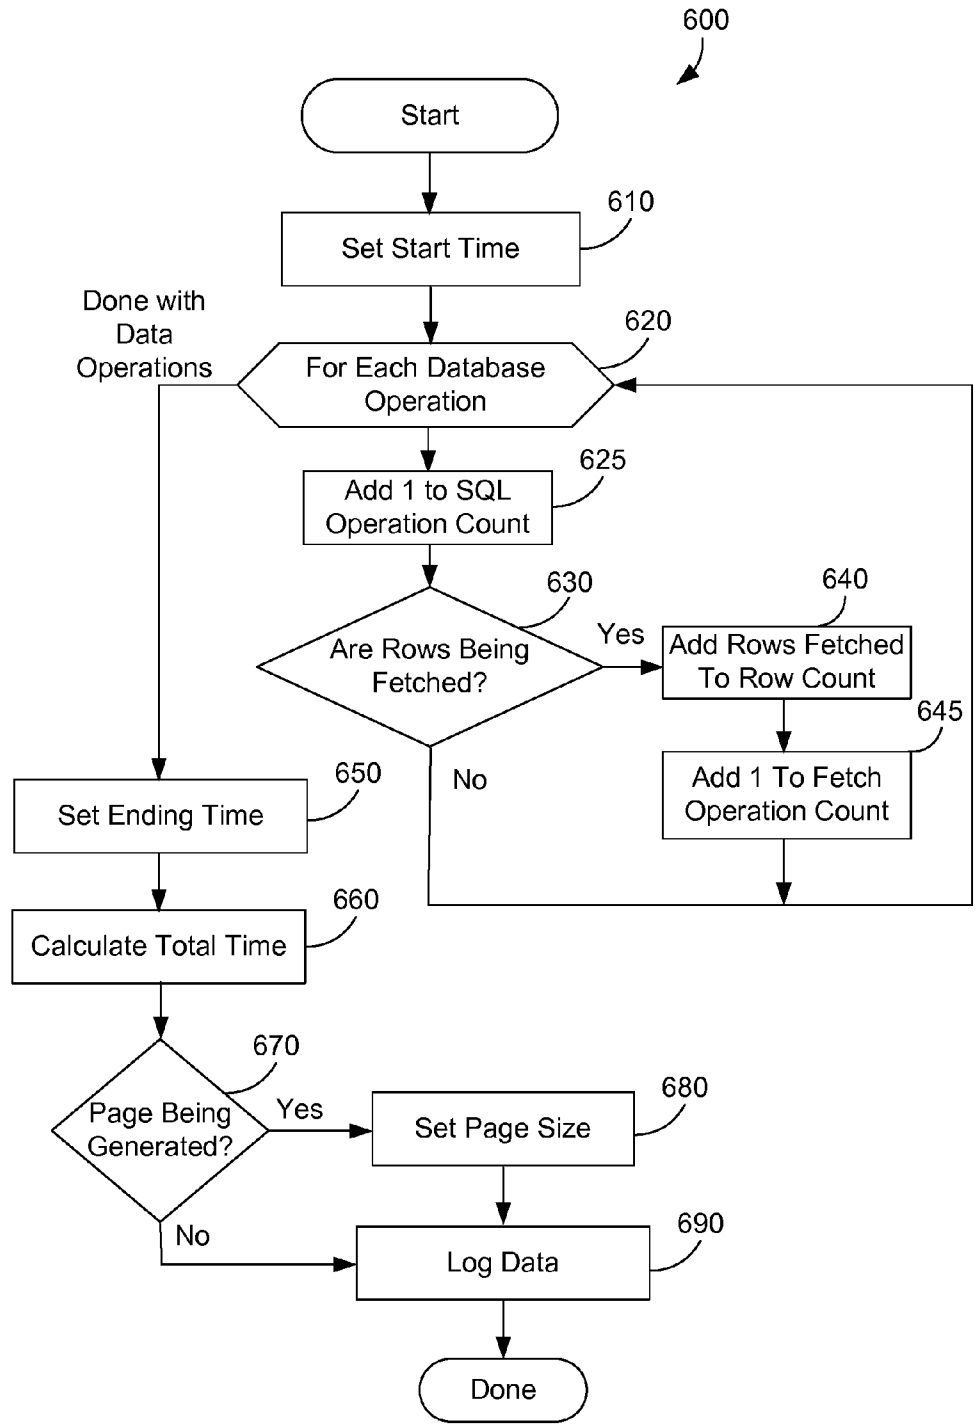 600
Start
610
Set Start Time
Done with
Data
Operations
620
For Each Database
Operation
625
Add 1 to SQL
Operation Count
630
Are Rows Being
Fetched?
Yes
640
Add Rows Fetched
To Row Count
645
Add 1 To Fetch
Operation Count
No
650
Set Ending Time
660
Calculate Total Time
670
Page Being
Generated?
Yes
680
Set Page Size
No
690
Log Data
Done